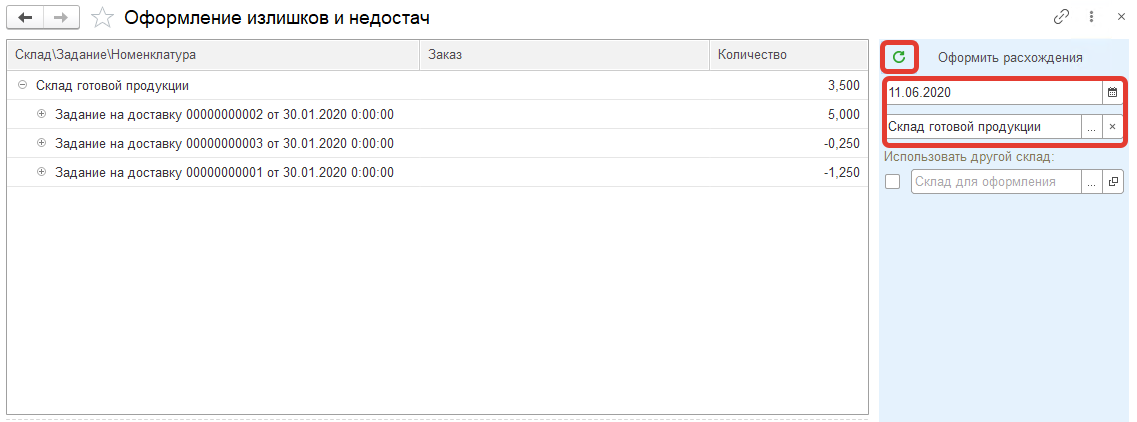 Оформление излишков и недостач
Склад\Задание\Номенклатура Заказ Количество
Склад готовой продукции 3,500
Задание на доставку 00000000002 от 30.01.2020 0:00:00 5,000
Задание на доставку 00000000003 от 30.01.2020 0:00:00 -0,250
Задание на доставку 00000000001 от 30.01.2020 0:00:00 -1,250
Оформить расхождения
11.06.2020
Склад готовой продукции ... ×
Использовать другой склад:
Склад для оформления ...